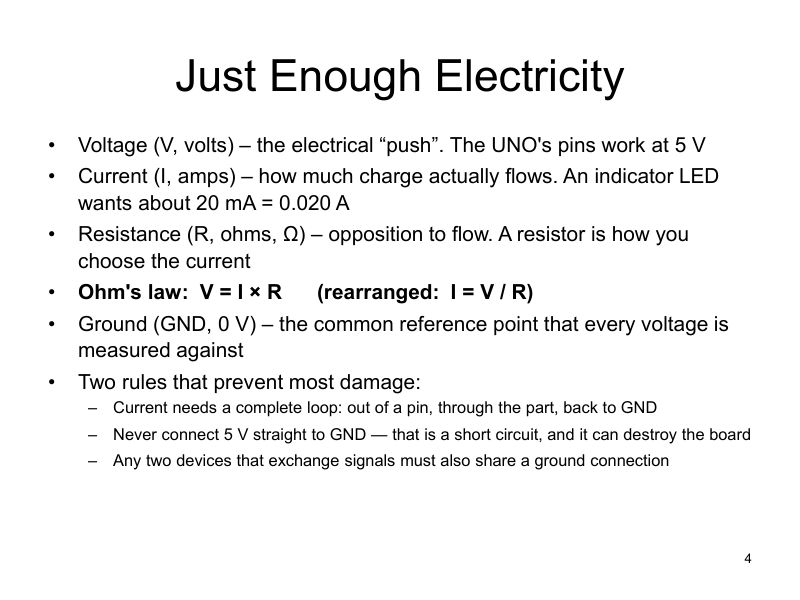 Just Enough Electricity
• Voltage (V, volts) – the electrical “push”. The UNO's pins work at 5 V
• Current (I, amps) – how much charge actually flows. An indicator LED
wants about 20 mA = 0.020 A
• Resistance (R, ohms, Ω) – opposition to flow. A resistor is how you
choose the current
• Ohm's law:  V = I × R      (rearranged:  I = V / R)
• Ground (GND, 0 V) – the common reference point that every voltage is
measured against
• Two rules that prevent most damage:
– Current needs a complete loop: out of a pin, through the part, back to GND
– Never connect 5 V straight to GND — that is a short circuit, and it can destroy the board
– Any two devices that exchange signals must also share a ground connection
4